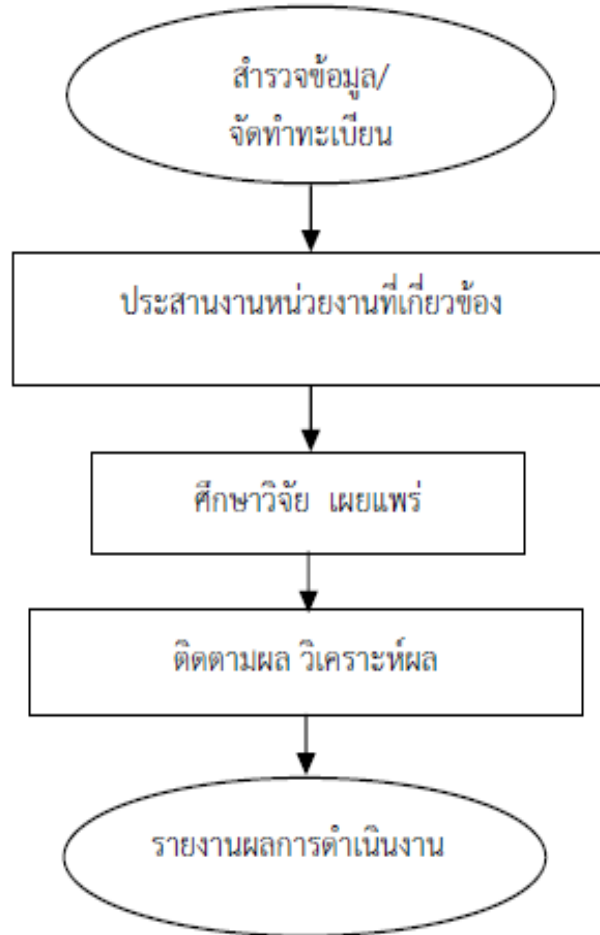 สำรวจข้อมูล/
จัดทำทะเบียน
ประสานงานหน่วยงานที่เกี่ยวข้อง
ศึกษาวิจัย เผยแพร่
ติดตามผล วิเคราะห์ผล
รายงานผลการดำเนินงาน